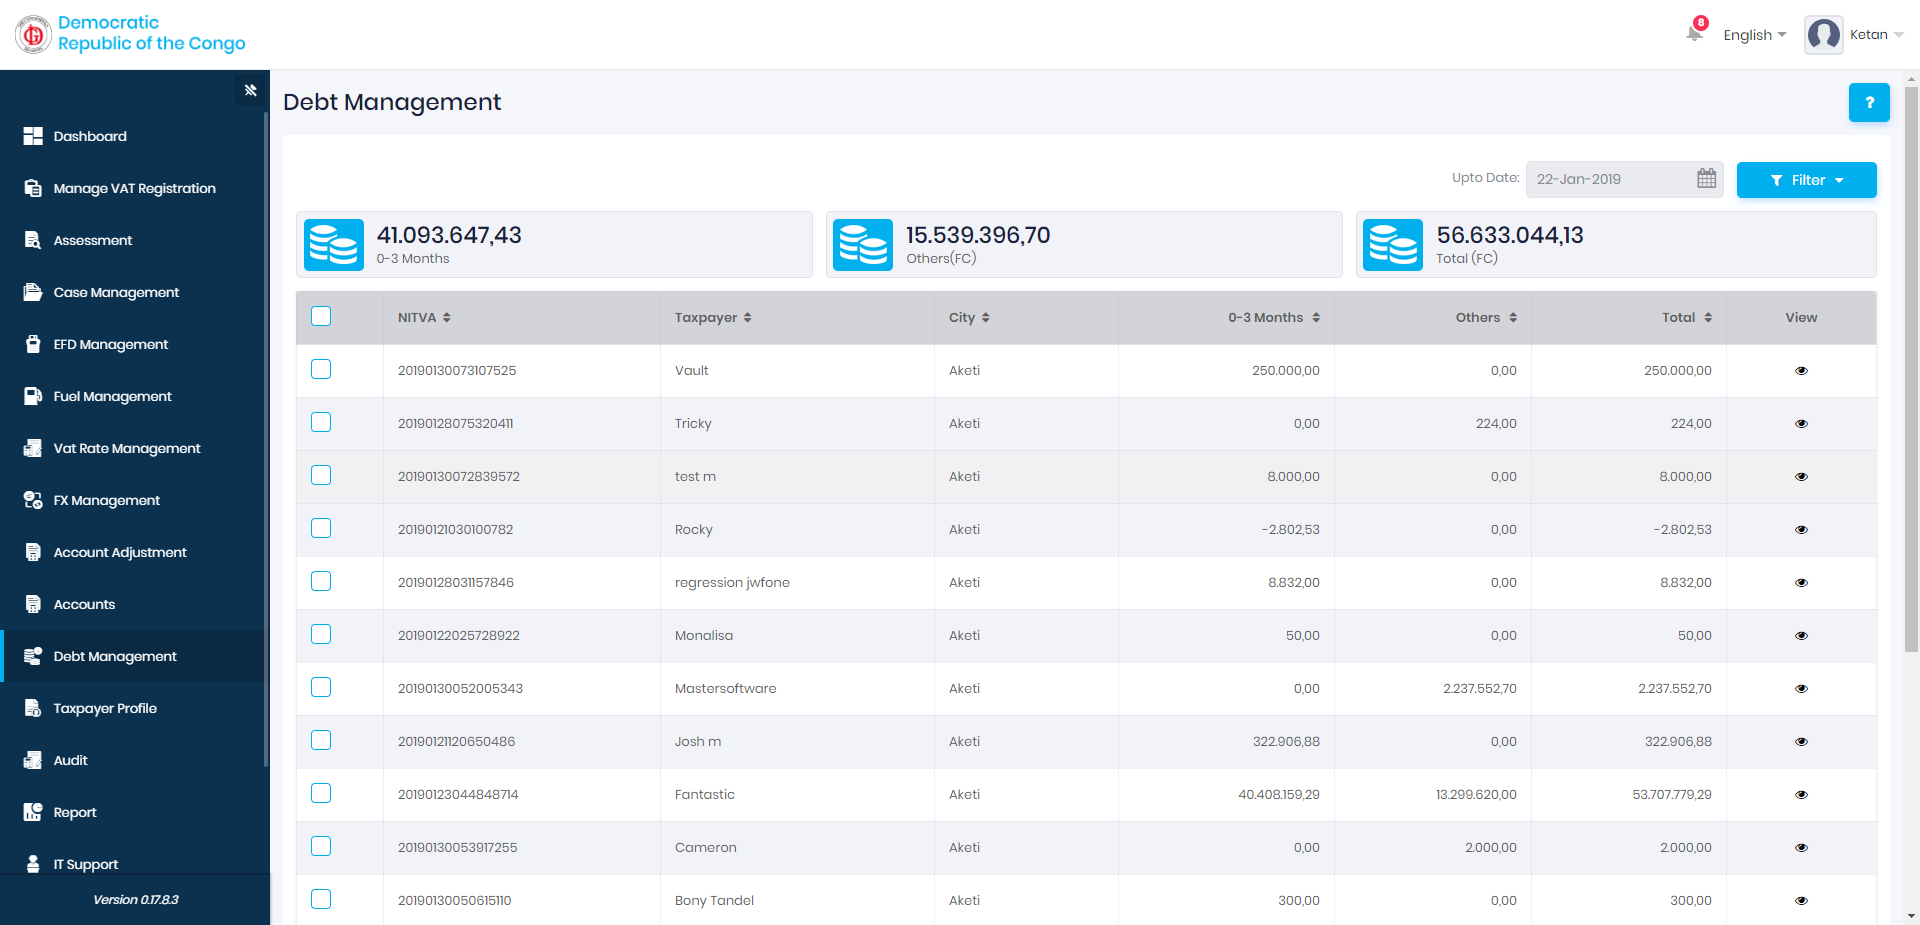 Democratic
Republic of the Congo
8
English
Ketan
Dashboard
Manage VAT Registration
Assessment
Case Management
EFD Management
Fuel Management
Vat Rate Management
FX Management
Account Adjustment
Accounts
Debt Management
Taxpayer Profile
Audit
Report
IT Support
Version 0.17.8.3
Debt Management
?
Upto Date: 22-Jan-2019 Filter
41.093.647,43
0-3 Months
15.539.396,70
Others(FC)
56.633.044,13
Total (FC)
NITVA Taxpayer City 0-3 Months Others Total View
20190130073107525 Vault Aketi 250.000,00 0,00 250.000,00
20190128075320411 Tricky Aketi 0,00 224,00 224,00
20190130072839572 test m Aketi 8.000,00 0,00 8.000,00
20190121030100782 Rocky Aketi -2.802,53 0,00 -2.802,53
20190128031157846 regression jwfone Aketi 8.832,00 0,00 8.832,00
20190122025728922 Monalisa Aketi 50,00 0,00 50,00
20190130052005343 Mastersoftware Aketi 0,00 2.237.552,70 2.237.552,70
20190121120650486 Josh m Aketi 322.906,88 0,00 322.906,88
20190123044848714 Fantastic Aketi 40.408.159,29 13.299.620,00 53.707.779,29
20190130053917255 Cameron Aketi 0,00 2.000,00 2.000,00
20190130050615110 Bony Tandel Aketi 300,00 0,00 300,00